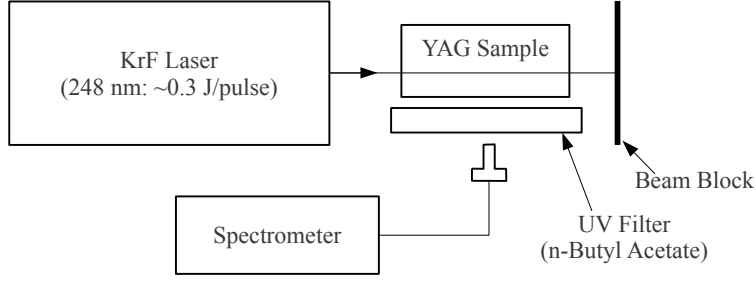 KrF Laser
(248 nm: ~0.3 J/pulse)
YAG Sample
Beam Block
UV Filter
(n-Butyl Acetate)
Spectrometer